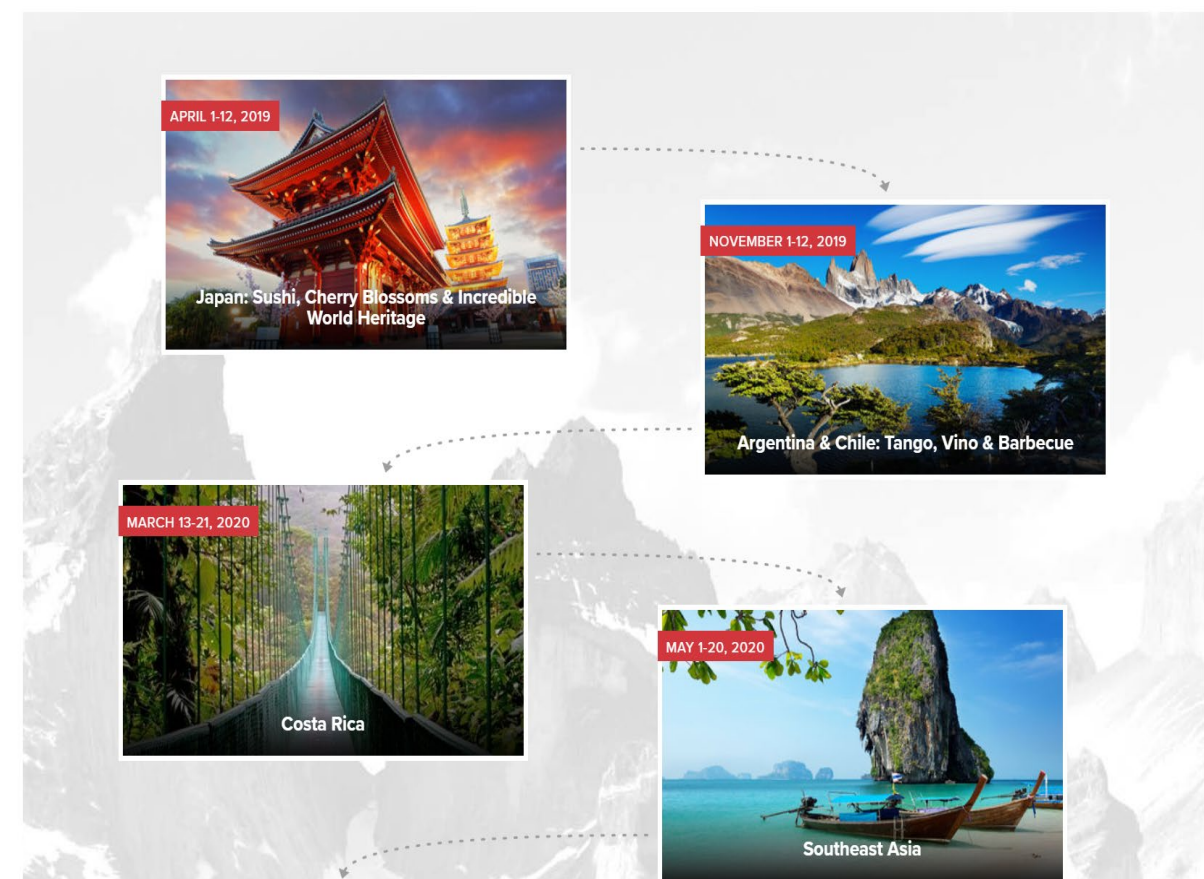 APRIL 1-12, 2019
Japan: Sushi, Cherry Blossoms & Incredible
World Heritage
NOVEMBER 1-12, 2019
Argentina & Chile: Tango, Vino & Barbecue
MARCH 13-21, 2020
Costa Rica
MAY 1-20, 2020
Southeast Asia